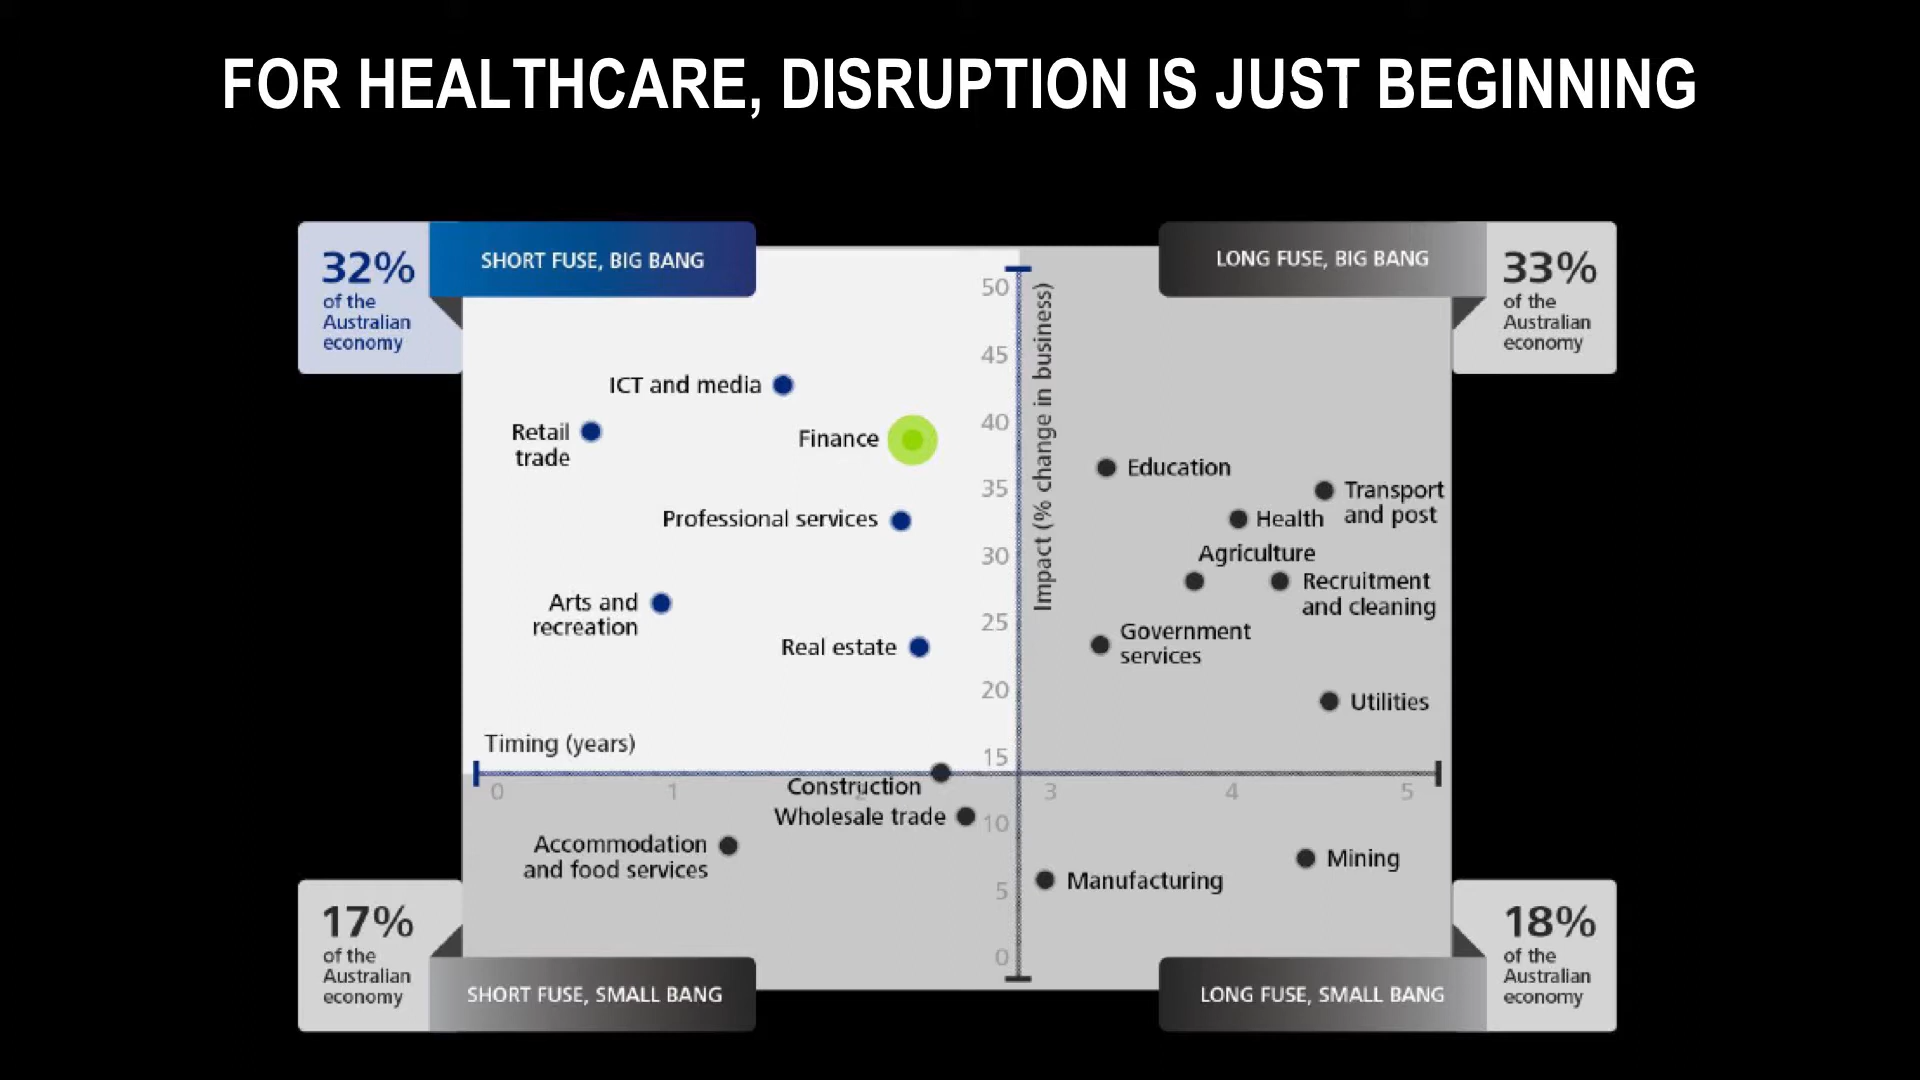 FOR HEALTHCARE, DISRUPTION IS JUST BEGINNING
32%
of the
Australian
economy
SHORT FUSE, BIG BANG
LONG FUSE, BIG BANG
33%
of the
Australian
economy
50
45
40
35
30
25
20
15
10
5
0
Impact (% change in business)
ICT and media
Retail
trade
Finance
Professional services
Arts and
recreation
Real estate
Education
Transport
and post
Health
Agriculture
Recruitment
and cleaning
Government
services
Utilities
Timing (years)
0
1
2
3
4
5
Construction
Wholesale trade
Accommodation
and food services
Manufacturing
Mining
17%
of the
Australian
economy
SHORT FUSE, SMALL BANG
LONG FUSE, SMALL BANG
18%
of the
Australian
economy